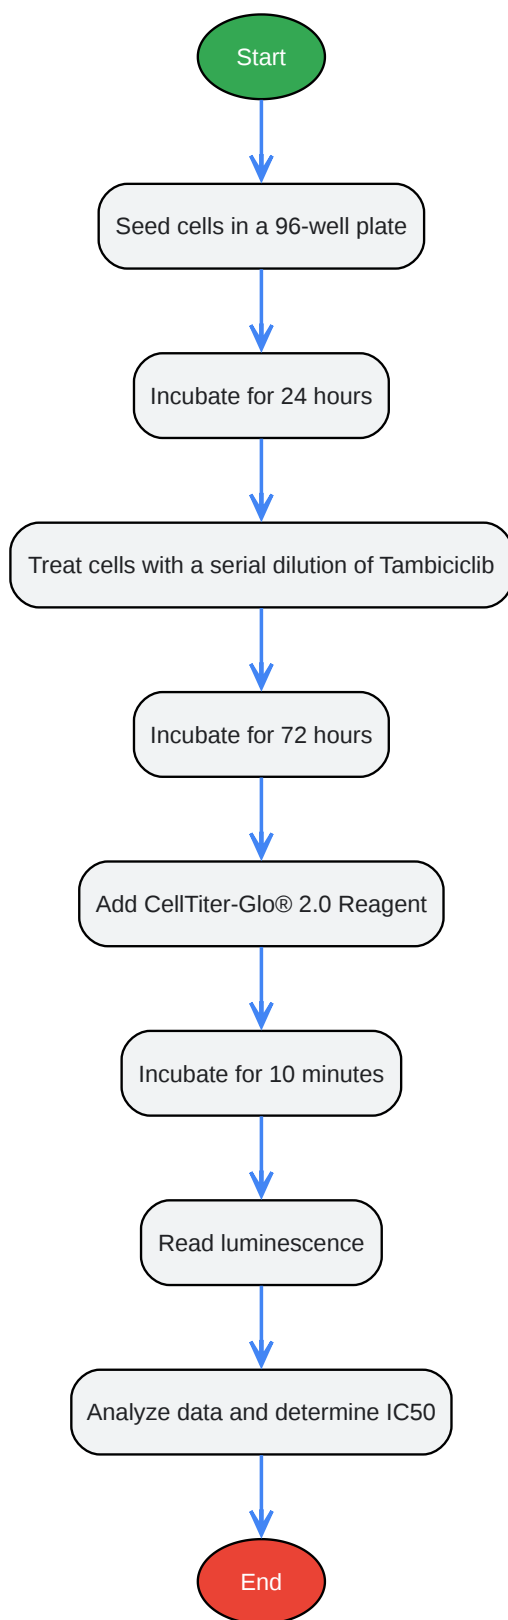 Start
Seed cells in a 96-well plate
Incubate for 24 hours
Treat cells with a serial dilution of Tambiciclib
Incubate for 72 hours
Add CellTiter-Glo® 2.0 Reagent
Incubate for 10 minutes
Read luminescence
Analyze data and determine IC50
End